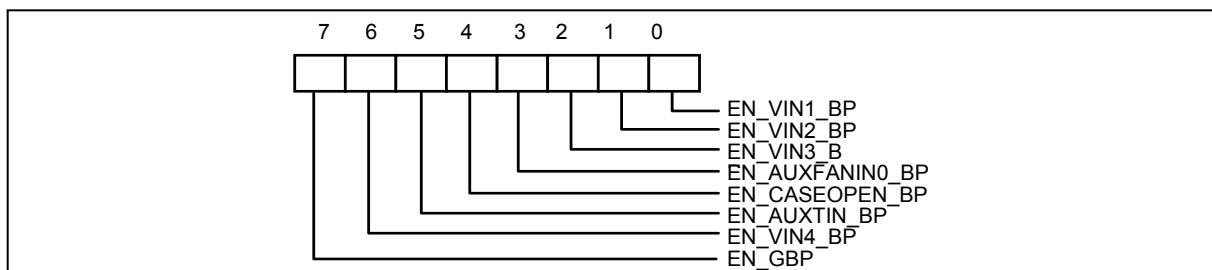 7 6 5 4 3 2 1 0
EN_VIN1_BP
EN_VIN2_BP
EN_VIN3_B
EN_AUXFANIN0_BP
EN_CASEOPEN_BP
EN_AUXTIN_BP
EN_VIN4_BP
EN_GBP